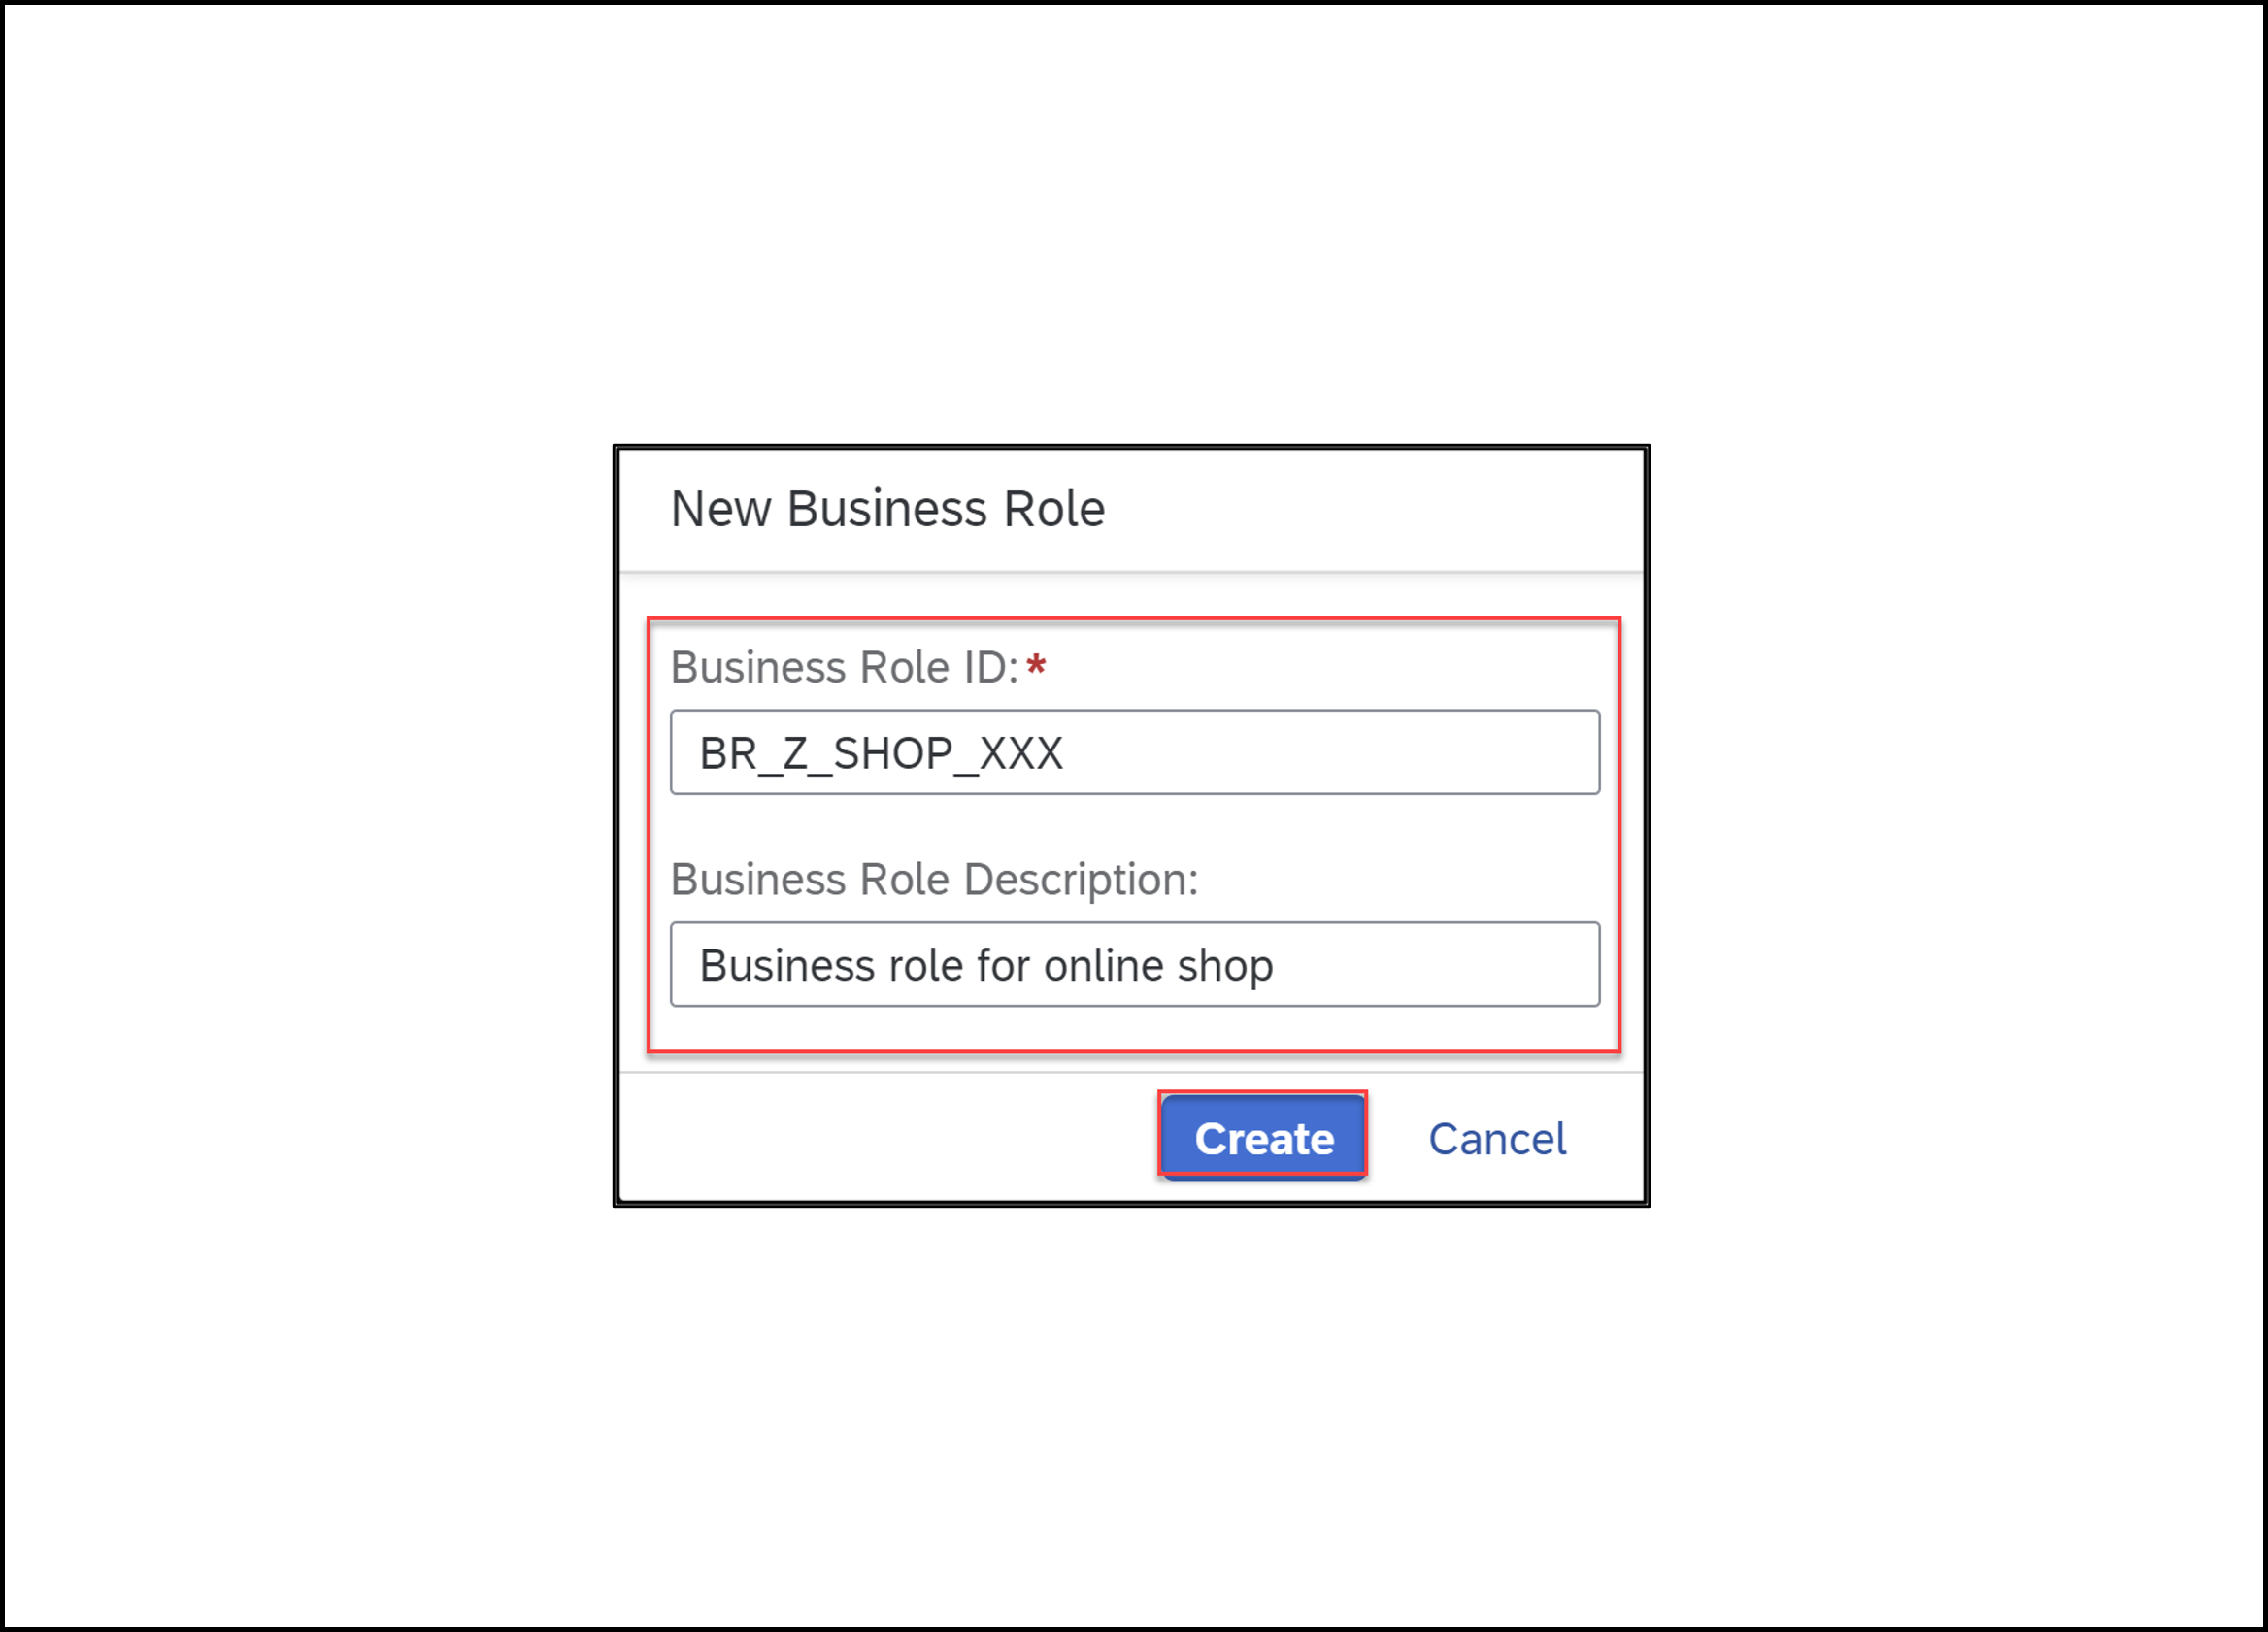 New Business Role
Business Role ID:*
BR_Z_SHOP_XXX
Business Role Description:
Business role for online shop
Create Cancel